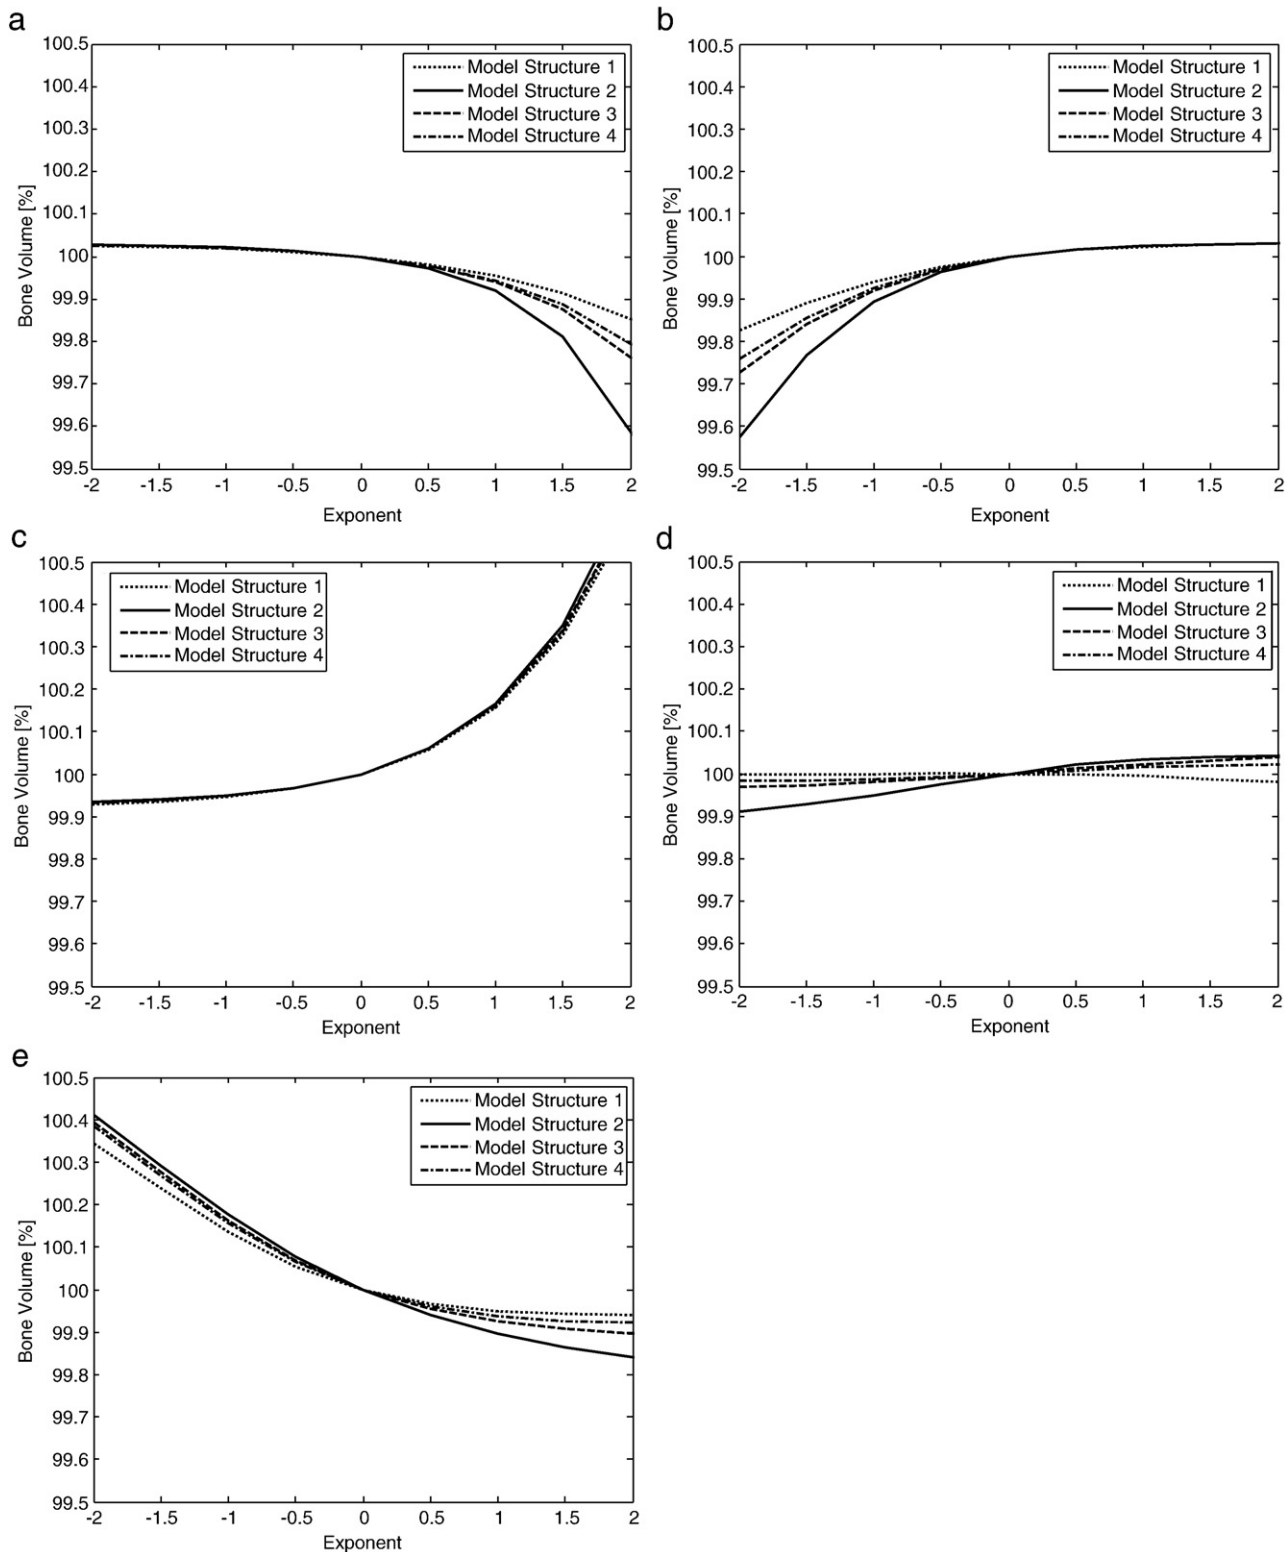 a
100.5
100.4
100.3
100.2
100.1
100
99.9
99.8
99.7
99.6
99.5
Bone Volume [%]
Model Structure 1
Model Structure 2
Model Structure 3
Model Structure 4
-2 -1.5 -1 -0.5 0 0.5 1 1.5 2
Exponent
b
100.5
100.4
100.3
100.2
100.1
100
99.9
99.8
99.7
99.6
99.5
Bone Volume [%]
Model Structure 1
Model Structure 2
Model Structure 3
Model Structure 4
-2 -1.5 -1 -0.5 0 0.5 1 1.5 2
Exponent
c
100.5
100.4
100.3
100.2
100.1
100
99.9
99.8
99.7
99.6
99.5
Bone Volume [%]
Model Structure 1
Model Structure 2
Model Structure 3
Model Structure 4
-2 -1.5 -1 -0.5 0 0.5 1 1.5 2
Exponent
d
100.5
100.4
100.3
100.2
100.1
100
99.9
99.8
99.7
99.6
99.5
Bone Volume [%]
Model Structure 1
Model Structure 2
Model Structure 3
Model Structure 4
-2 -1.5 -1 -0.5 0 0.5 1 1.5 2
Exponent
e
100.5
100.4
100.3
100.2
100.1
100
99.9
99.8
99.7
99.6
99.5
Bone Volume [%]
Model Structure 1
Model Structure 2
Model Structure 3
Model Structure 4
-2 -1.5 -1 -0.5 0 0.5 1 1.5 2
Exponent